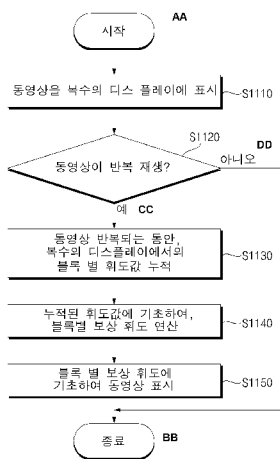 AA
시작
동영상을 복수의 디스 플레이에 표시
S1110
S1120
동영상이 반복 재생?
DD
아니오
예
CC
동영상 반복되는 동안,
복수의 디스플레이에서의
블록 별 휘도값 누적
S1130
누적된 휘도값에 기초하여,
블록별 보상 휘도 연산
S1140
블록 별 보상 휘도에
기초하여 동영상 표시
S1150
종료
BB